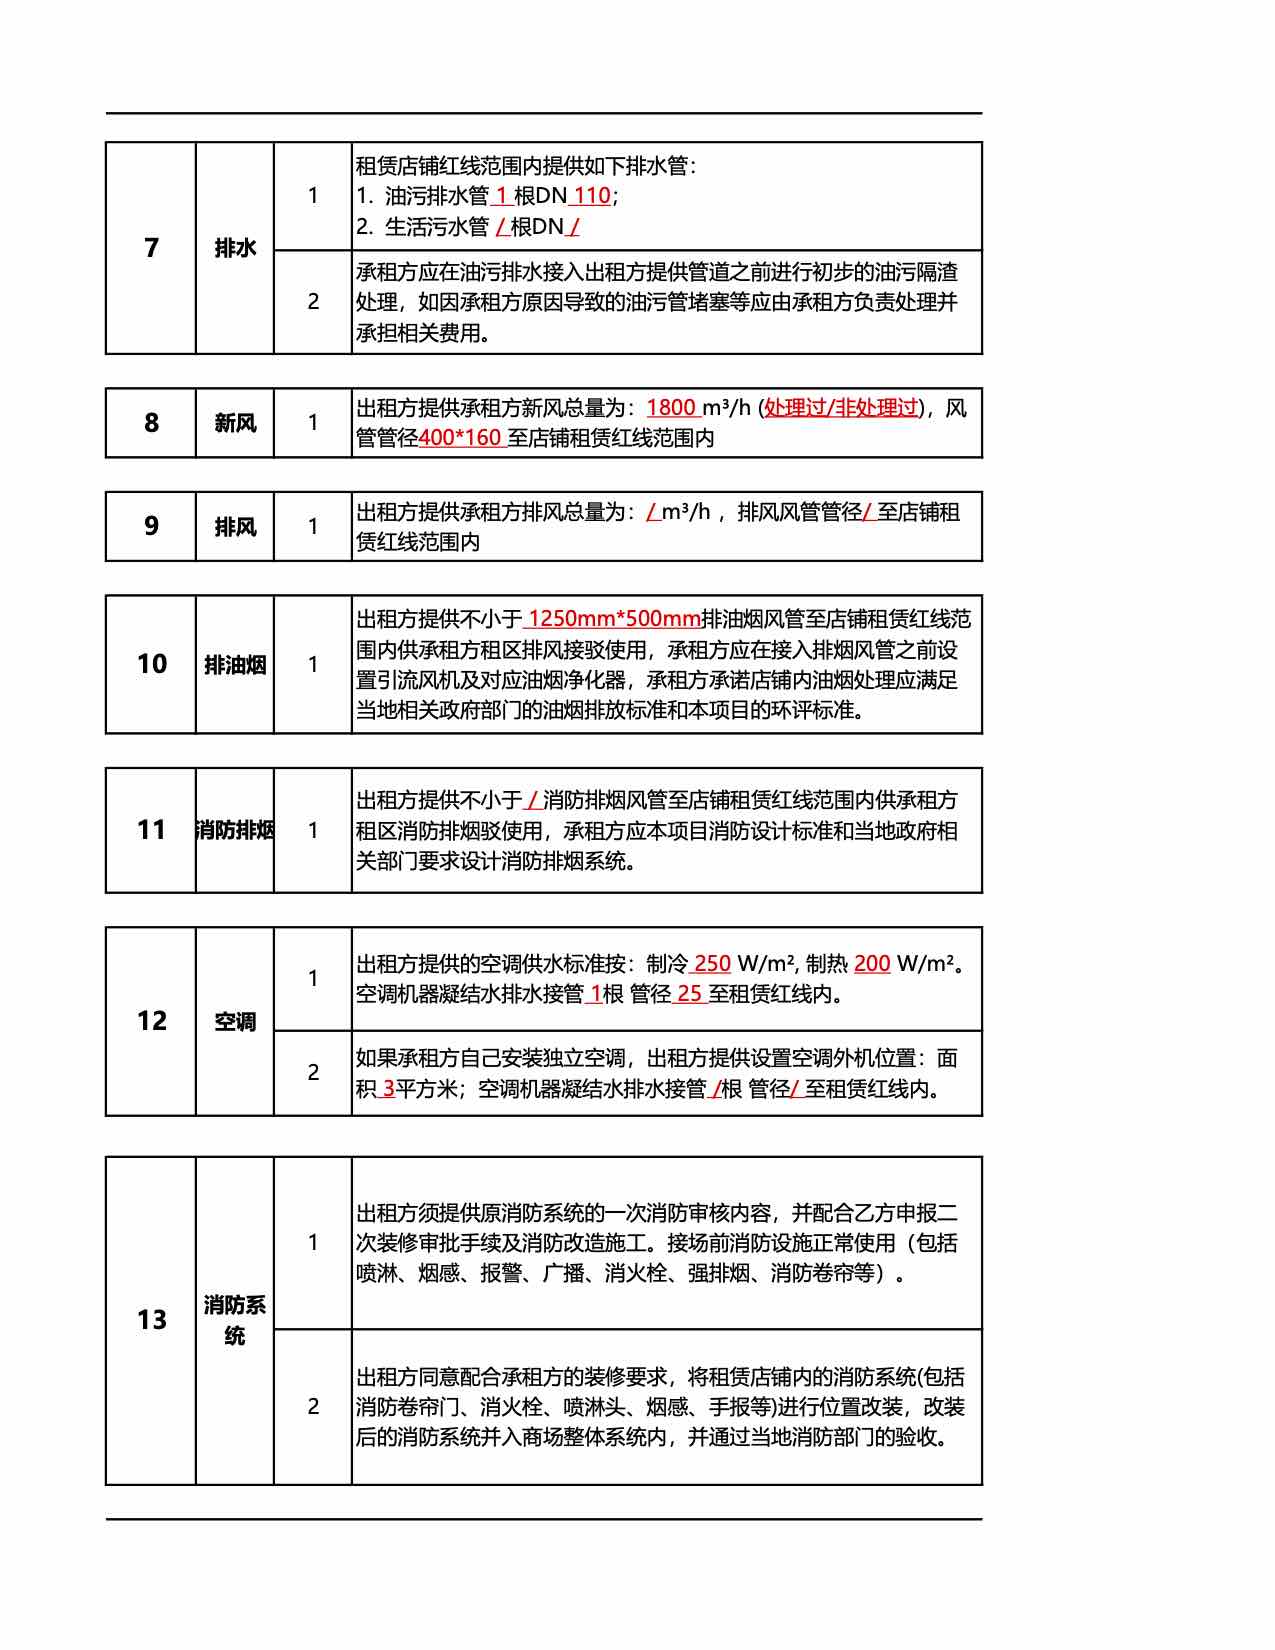 7
排水
1
租赁店铺红线范围内提供如下排水管：
1. 油污排水管 1 根DN 110；
2. 生活污水管 / 根DN /
2
承租方应在油污排水接入出租方提供管道之前进行初步的油污隔渣
处理，如因承租方原因导致的油污管堵塞等应由承租方负责处理并
承担相关费用。
8
新风
1
出租方提供承租方新风总量为：1800 m³/h (处理过/非处理过)，风
管管径400*160 至店铺租赁红线范围内
9
排风
1
出租方提供承租方排风总量为：/ m³/h ，排风风管管径/ 至店铺租
赁红线范围内
10
排油烟
1
出租方提供不小于 1250mm*500mm排油烟风管至店铺租赁红线范
围内供承租方租区排风接驳使用，承租方应在接入排烟风管之前设
置引流风机及对应油烟净化器，承租方承诺店铺内油烟处理应满足
当地相关政府部门的油烟排放标准和本项目的环评标准。
11
消防排烟
1
出租方提供不小于 / 消防排烟风管至店铺租赁红线范围内供承租方
租区消防排烟驳使用，承租方应本项目消防设计标准和当地政府相
关部门要求设计消防排烟系统。
12
空调
1
出租方提供的空调供水标准按：制冷 250 W/m², 制热 200 W/m²。
空调机器凝结水排水接管 1根 管径 25 至租赁红线内。
2
如果承租方自己安装独立空调，出租方提供设置空调外机位置：面
积 3平方米；空调机器凝结水排水接管 /根 管径/ 至租赁红线内。
13
消防系
统
1
出租方须提供原消防系统的一次消防审核内容，并配合乙方申报二
次装修审批手续及消防改造施工。接场前消防设施正常使用（包括
喷淋、烟感、报警、广播、消火栓、强排烟、消防卷帘等）。
2
出租方同意配合承租方的装修要求，将租赁店铺内的消防系统(包括
消防卷帘门、消火栓、喷淋头、烟感、手报等)进行位置改装，改装
后的消防系统并入商场整体系统内，并通过当地消防部门的验收。